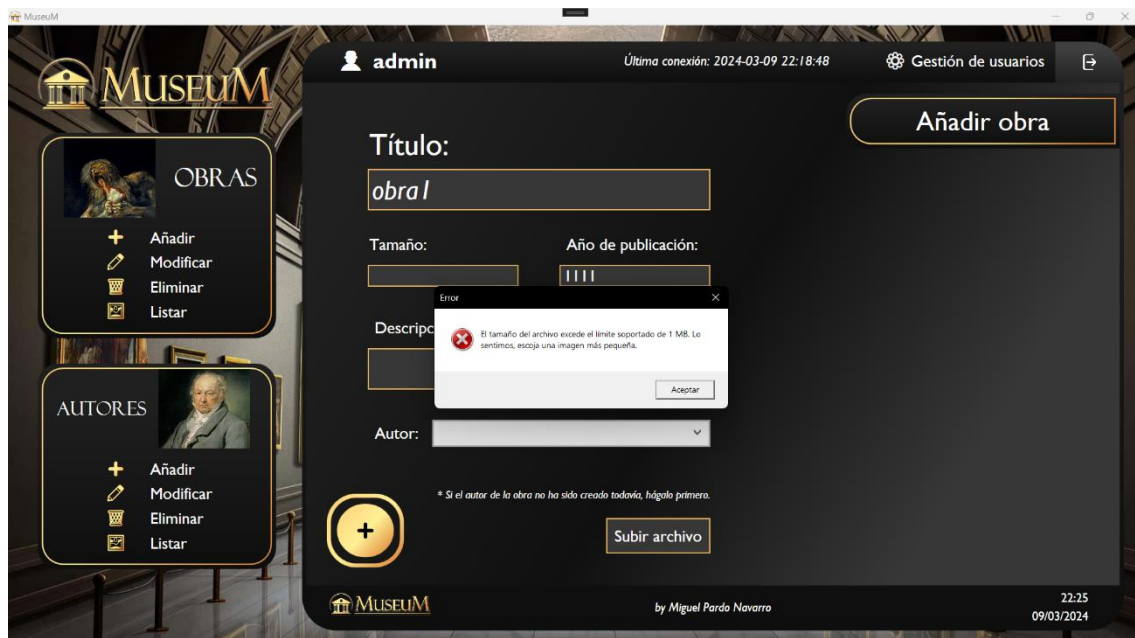 MuseuM
MUSEUM
admin
Última conexión: 2024-03-09 22:18:48
Gestión de usuarios
Añadir obra
OBRAS
Añadir
Modificar
Eliminar
Listar
AUTORES
Añadir
Modificar
Eliminar
Listar
Título:
obra1
Tamaño:
Año de publicación:
1111
Descripc
Error
El tamaño del archivo excede el límite soportado de 1 MB. Lo
sentimos, escoja una imagen más pequeña.
Aceptar
Autor:
* Si el autor de la obra no ha sido creado todavía, hágalo primero.
Subir archivo
MUSEUM
by Miguel Pardo Navarro
22:25
09/03/2024